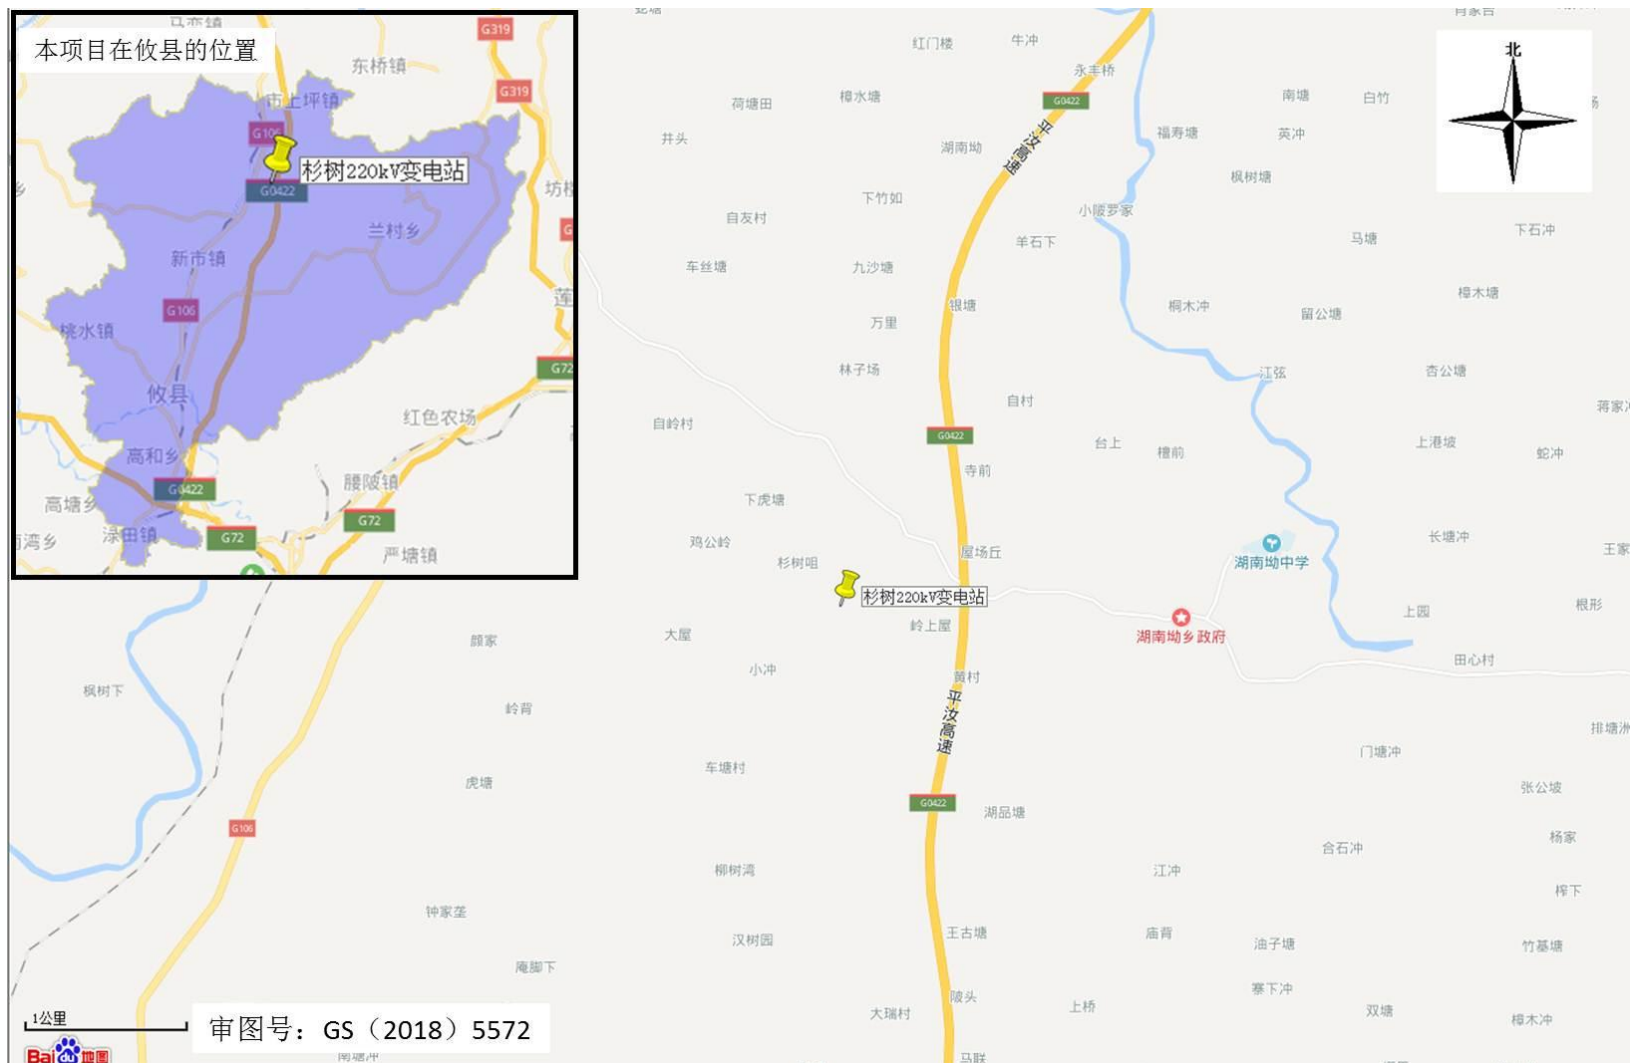 本项目在攸县的位置
G319
东桥镇
G319
市上坪镇
G106
杉树220kV变电站
G0422
兰村乡
新市镇
G106
桃水镇
攸县
G72
红色农场
高和乡
腰陂镇
G0422
高塘乡
G72
渌田镇
G72
严塘镇
北
红门楼
牛冲
永丰桥
G0422
荷塘田
樟水塘
南塘
白竹
平汝高速
井头
湖南坳
福寿塘
英冲
枫树塘
下竹如
自友村
小陂罗家
羊石下
马塘
下石冲
车丝塘
九沙塘
银塘
桐木冲
留公塘
樟木塘
万里
林子场
江弦
杏公塘
自村
自岭村
G0422
台上
檀前
上港坡
蛇冲
寺前
下虎塘
鸡公岭
杉树咀
屋场丘
湖南坳中学
长塘冲
杉树220kV变电站
上园
根形
岭上屋
湖南坳乡政府
颜家
大屋
小冲
黄村
田心村
枫树下
岭背
平汝高速
排塘洲
门塘冲
虎塘
车塘村
张公坡
G0422
湖品塘
G106
杨家
合石冲
柳树湾
江冲
榨下
钟家垄
汉树园
王古塘
庙背
油子塘
竹基塘
庵脚下
寨下冲
陂头
上桥
大瑞村
双塘
樟木冲
1公里
审图号：GS（2018）5572
Bai du 地图
南塘冲
马联